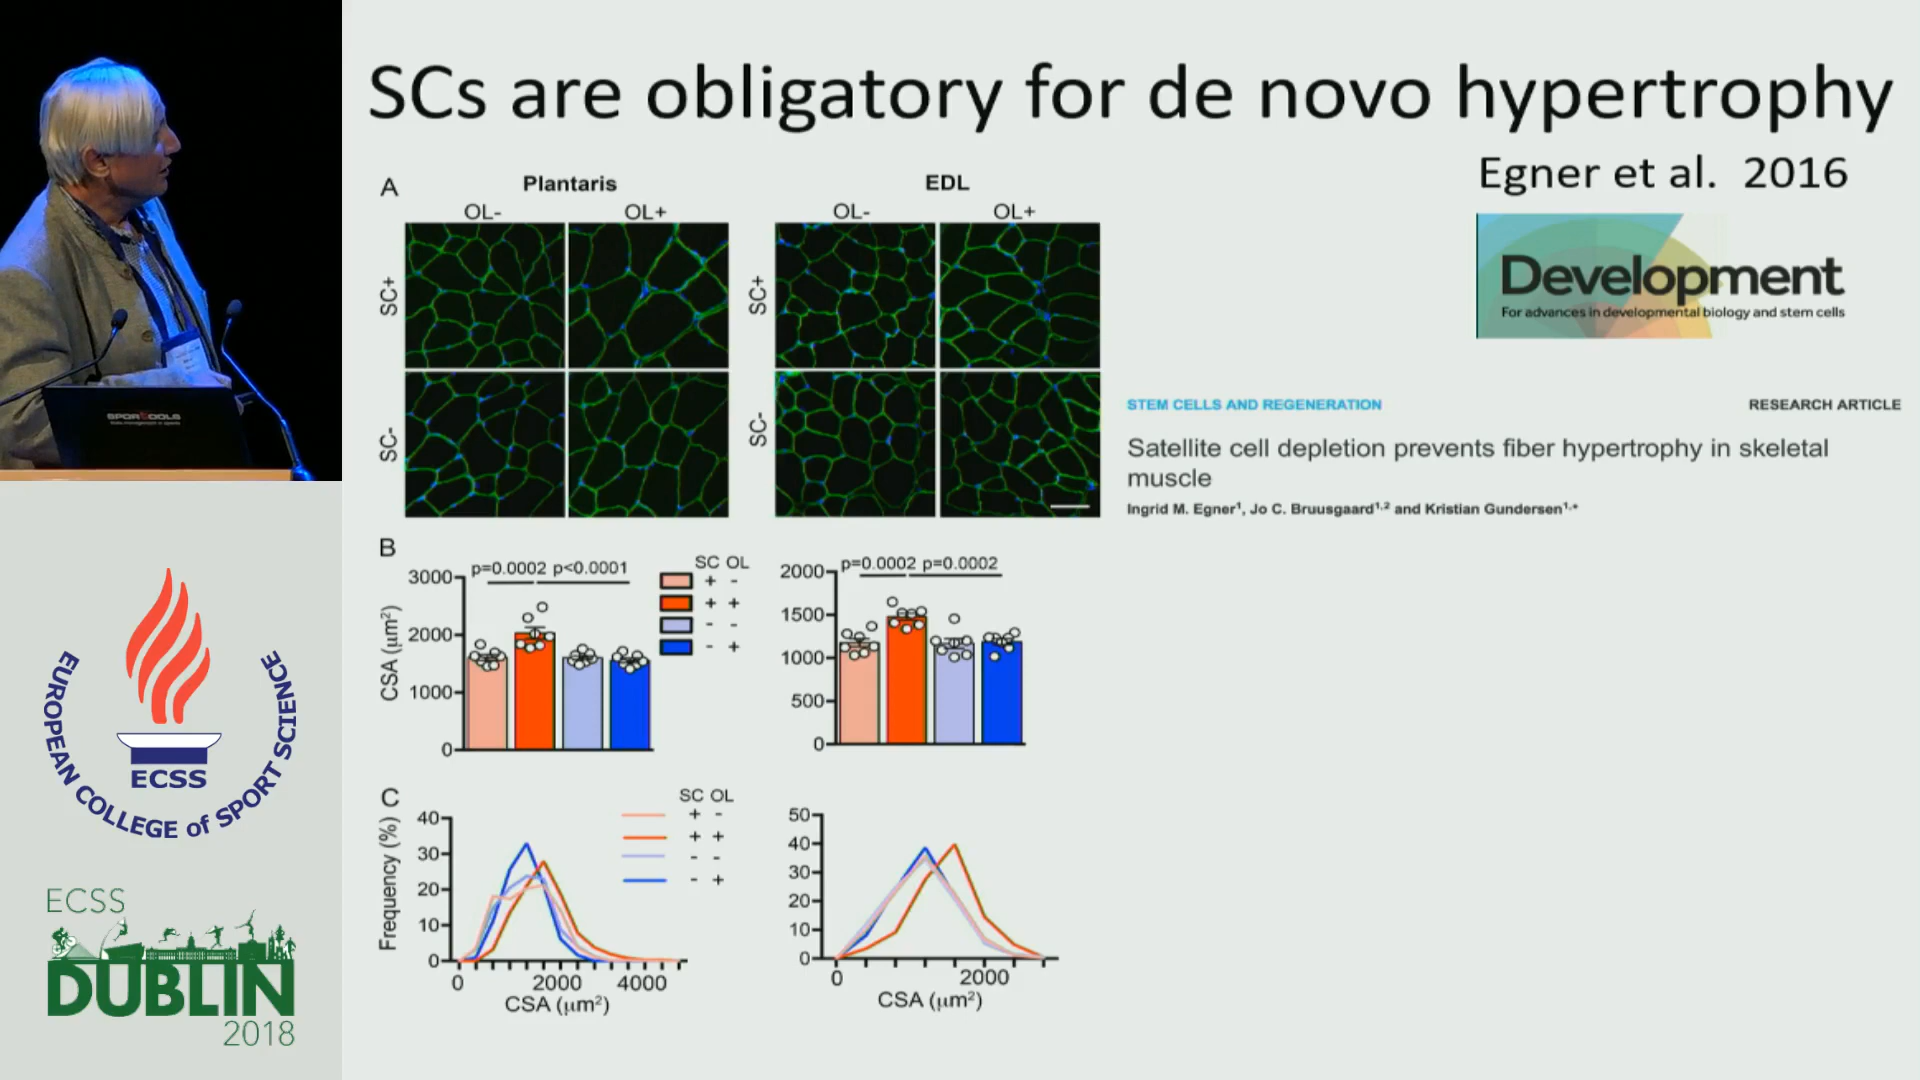 SCs are obligatory for de novo hypertrophy
Egner et al. 2016
Development
For advances in developmental biology and stem cells
STEM CELLS AND REGENERATION
RESEARCH ARTICLE
Satellite cell depletion prevents fiber hypertrophy in skeletal
muscle
Ingrid M. Egner¹, Jo C. Bruusgaard¹,² and Kristian Gundersen¹,*
A
Plantaris
EDL
OL- OL+
OL- OL+
SC+
SC+
SC-
SC-
B
p=0.0002 p<0.0001
SC OL
+ -
+ +
- -
- +
CSA (µm²)
3000
2000
1000
0
p=0.0002 p=0.0002
2000
1500
1000
500
0
C
SC OL
+ -
+ +
- -
- +
Frequency (%)
40
30
20
10
0
0 2000 4000
CSA (µm²)
50
40
30
20
10
0
0 2000
CSA (µm²)
EUROPEAN COLLEGE of SPORT SCIENCE
ECSS
ECSS
DUBLIN
2018